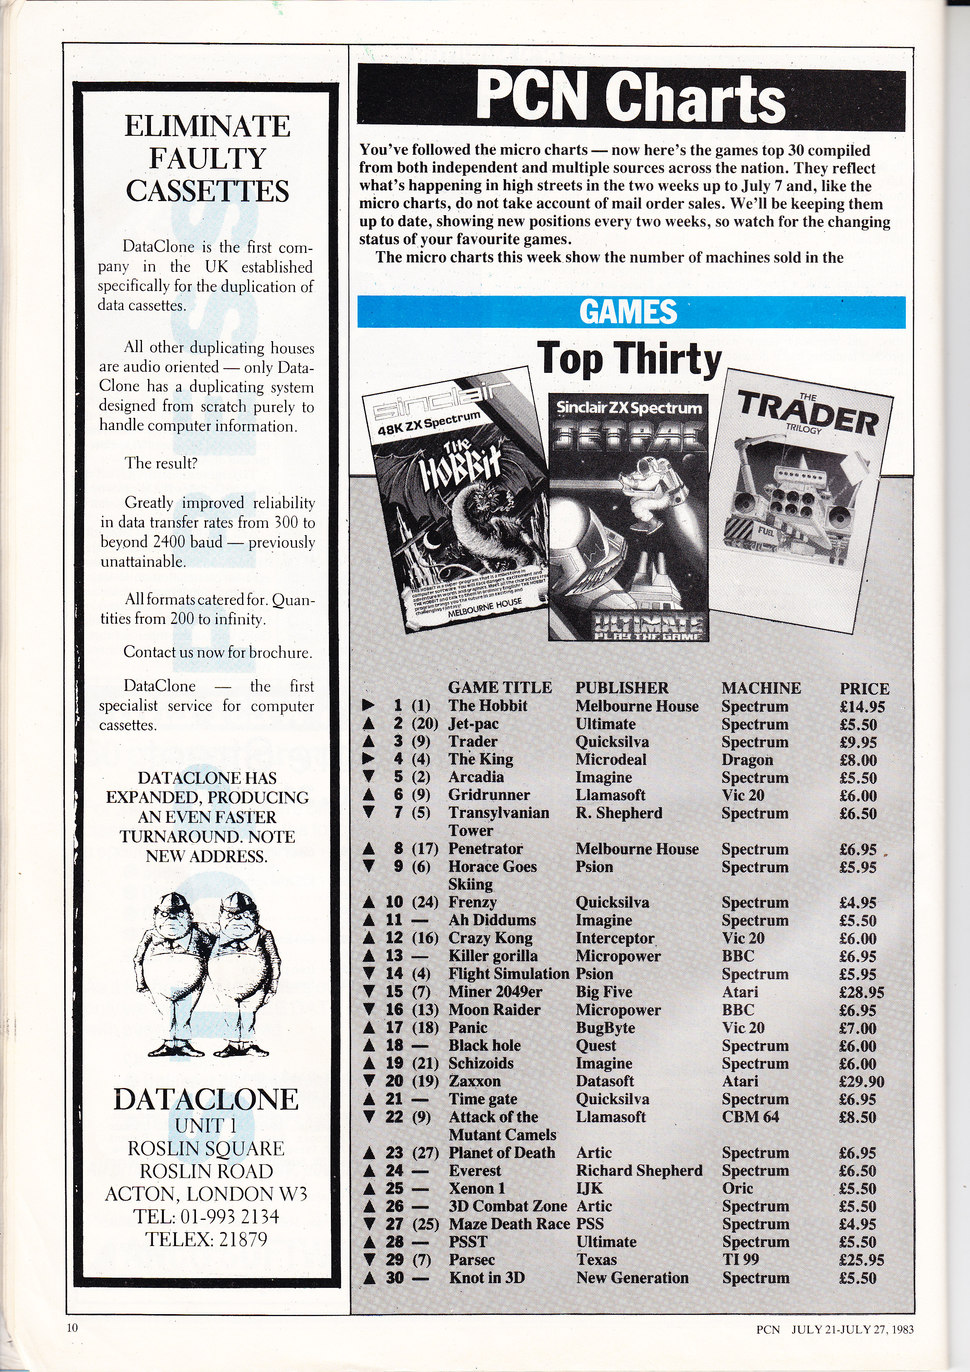 ELIMINATE
FAULTY
CASSETTES
DataClone is the first com-
pany in the UK established
specifically for the duplication of
data cassettes.
All other duplicating houses
are audio oriented — only Data-
Clone has a duplicating system
designed from scratch purely to
handle computer information.
The result?
Greatly improved reliability
in data transfer rates from 300 to
beyond 2400 baud — previously
unattainable.
All formats catered for. Quan-
tities from 200 to infinity.
Contact us now for brochure.
DataClone — the first
specialist service for computer
cassettes.
DATACLONE HAS
EXPANDED, PRODUCING
AN EVEN FASTER
TURNAROUND. NOTE
NEW ADDRESS.
DATACLONE
UNIT 1
ROSLIN SQUARE
ROSLIN ROAD
ACTON, LONDON W3
TEL: 01-993 2134
TELEX: 21879
PCN Charts
You've followed the micro charts — now here's the games top 30 compiled
from both independent and multiple sources across the nation. They reflect
what's happening in high streets in the two weeks up to July 7 and, like the
micro charts, do not take account of mail order sales. We'll be keeping them
up to date, showing new positions every two weeks, so watch for the changing
status of your favourite games.
The micro charts this week show the number of machines sold in the
GAMES
Top Thirty
sinclair
48K ZX Spectrum
The
HOBBIT
MELBOURNE HOUSE
Sinclair ZX Spectrum
JETPAC
ULTIMATE
PLAY THE GAME
THE
TRADER
TRILOGY
FUEL
GAME TITLE PUBLISHER MACHINE PRICE
▶ 1 (1) The Hobbit Melbourne House Spectrum £14.95
▲ 2 (20) Jet-pac Ultimate Spectrum £5.50
▲ 3 (9) Trader Quicksilva Spectrum £9.95
▶ 4 (4) The King Microdeal Dragon £8.00
▼ 5 (2) Arcadia Imagine Spectrum £5.50
▲ 6 (9) Gridrunner Llamasoft Vic 20 £6.00
▼ 7 (5) Transylvanian R. Shepherd Spectrum £6.50
Tower
▲ 8 (17) Penetrator Melbourne House Spectrum £6.95
▼ 9 (6) Horace Goes Psion Spectrum £5.95
Skiing
▲ 10 (24) Frenzy Quicksilva Spectrum £4.95
▲ 11 — Ah Diddums Imagine Spectrum £5.50
▲ 12 (16) Crazy Kong Interceptor Vic 20 £6.00
▲ 13 — Killer gorilla Micropower BBC £6.95
▼ 14 (4) Flight Simulation Psion Spectrum £5.95
▼ 15 (7) Miner 2049er Big Five Atari £28.95
▼ 16 (13) Moon Raider Micropower BBC £6.95
▲ 17 (18) Panic BugByte Vic 20 £7.00
▲ 18 — Black hole Quest Spectrum £6.00
▲ 19 (21) Schizoids Imagine Spectrum £6.00
▼ 20 (19) Zaxxon Datasoft Atari £29.90
▲ 21 — Time gate Quicksilva Spectrum £6.95
▼ 22 (9) Attack of the Llamasoft CBM 64 £8.50
Mutant Camels
▲ 23 (27) Planet of Death Artic Spectrum £6.95
▲ 24 — Everest Richard Shepherd Spectrum £6.50
▲ 25 — Xenon 1 IJK Oric £5.50
▲ 26 — 3D Combat Zone Artic Spectrum £5.50
▼ 27 (25) Maze Death Race PSS Spectrum £4.95
▲ 28 — PSST Ultimate Spectrum £5.50
▼ 29 (7) Parsec Texas TI 99 £25.95
▲ 30 — Knot in 3D New Generation Spectrum £5.50
10
PCN JULY 21-JULY 27, 1983